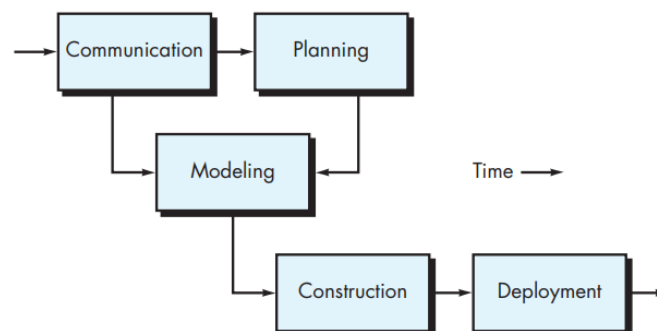 Communication
Planning
Modeling
Time
Construction
Deployment